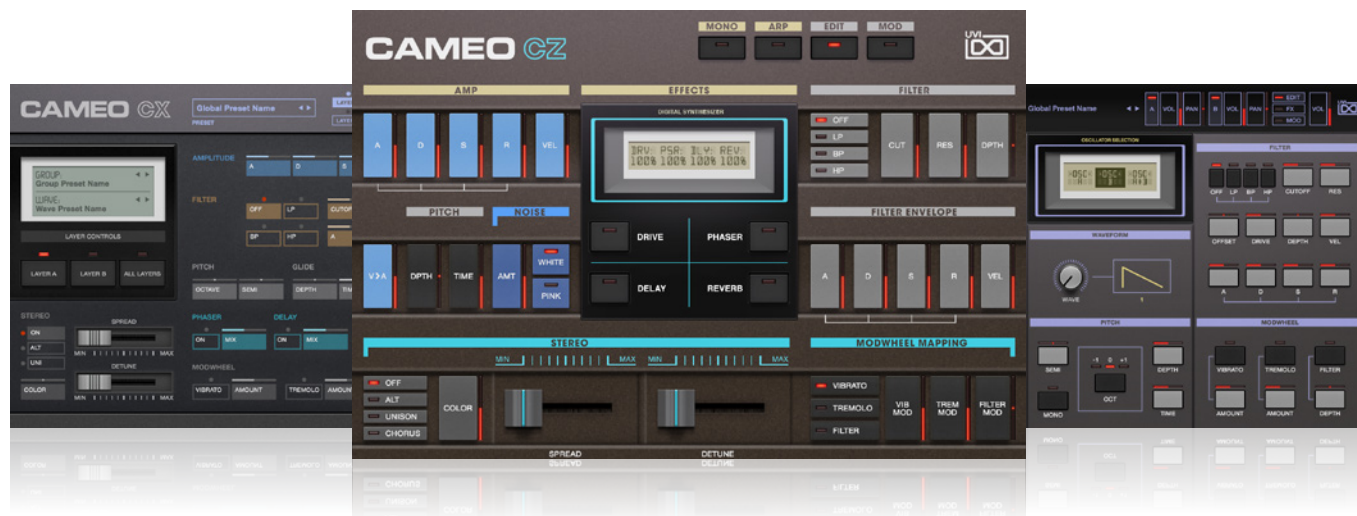 CAMEO CX
Global Preset Name
PRESET
GROUP:
Group Preset Name
WAVE:
Wave Preset Name
LAYER CONTROLS
LAYER A LAYER B ALL LAYERS
STEREO
ON
ALT
UNI
COLOR
SPREAD
MIN MAX
DETUNE
MIN MAX
AMPLITUDE
A D S
FILTER
OFF LP
BP HP A
PITCH GLIDE
OCTAVE SEMI DEPTH
PHASER DELAY
ON MIX ON MIX
MODWHEEL
VIBRATO AMOUNT TREMOLO
CAMEO CZ
MONO ARP EDIT MOD
UVI
AMP
A D S R VEL
PITCH NOISE
V>A DPTH TIME AMT WHITE
PINK
EFFECTS
DIGITAL SYNTHESIZER
DRV: PSR: DLY: REV:
100% 100% 100% 100%
DRIVE PHASER
DELAY REVERB
FILTER
OFF
LP
BP
HP
CUT RES DPTH
FILTER ENVELOPE
A D S R VEL
STEREO
MIN MAX MIN MAX
OFF
ALT
UNISON
CHORUS
COLOR
SPREAD DETUNE
MODWHEEL MAPPING
VIBRATO
TREMOLO
FILTER
VIB MOD
TREM MOD
FILTER MOD
Global Preset Name
A VOL PAN B VOL PAN
EDIT
FX
MOD
VOL
OSCILLATOR SELECTION
WAVEFORM
WAVE 1
PITCH
SEMI
-1 0 +1
OCT
DEPTH
MONO
TIME
FILTER
OFF LP BP HP CUTOFF RES
OFFSET DRIVE DEPTH VEL
A D S R
MODWHEEL
VIBRATO TREMOLO FILTER
AMOUNT AMOUNT DEPTH